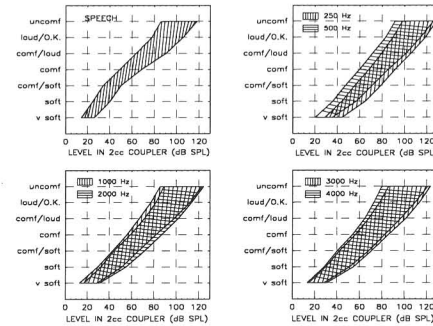 SPEECH
uncomf
loud/O.K.
comf/loud
comf
comf/soft
soft
v soft
0 20 40 60 80 100 120
LEVEL IN 2cc COUPLER (dB SPL)
250 Hz
500 Hz
uncomf
loud/O.K.
comf/loud
comf
comf/soft
soft
v soft
0 20 40 60 80 100 120
LEVEL IN 2cc COUPLER (dB SPL)
1000 Hz
2000 Hz
uncomf
loud/O.K.
comf/loud
comf
comf/soft
soft
v soft
0 20 40 60 80 100 120
LEVEL IN 2cc COUPLER (dB SPL)
3000 Hz
4000 Hz
uncomf
loud/O.K.
comf/loud
comf
comf/soft
soft
v soft
0 20 40 60 80 100 120
LEVEL IN 2cc COUPLER (dB SPL)